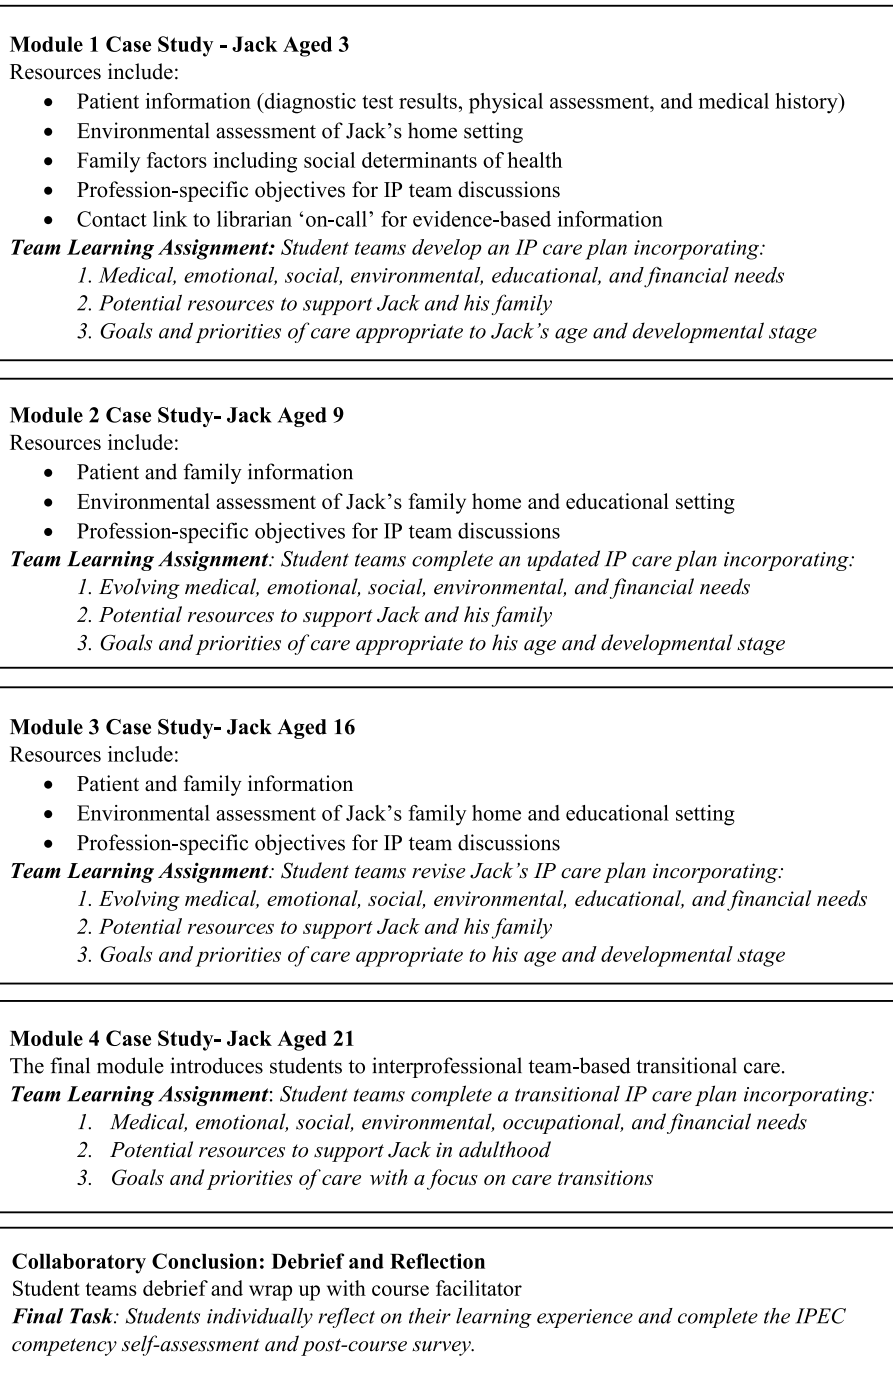 Module 1 Case Study - Jack Aged 3
Resources include:
• Patient information (diagnostic test results, physical assessment, and medical history)
• Environmental assessment of Jack's home setting
• Family factors including social determinants of health
• Profession-specific objectives for IP team discussions
• Contact link to librarian ‘on-call’ for evidence-based information
Team Learning Assignment: Student teams develop an IP care plan incorporating:
1. Medical, emotional, social, environmental, educational, and financial needs
2. Potential resources to support Jack and his family
3. Goals and priorities of care appropriate to Jack's age and developmental stage
Module 2 Case Study- Jack Aged 9
Resources include:
• Patient and family information
• Environmental assessment of Jack's family home and educational setting
• Profession-specific objectives for IP team discussions
Team Learning Assignment: Student teams complete an updated IP care plan incorporating:
1. Evolving medical, emotional, social, environmental, and financial needs
2. Potential resources to support Jack and his family
3. Goals and priorities of care appropriate to his age and developmental stage
Module 3 Case Study- Jack Aged 16
Resources include:
• Patient and family information
• Environmental assessment of Jack's family home and educational setting
• Profession-specific objectives for IP team discussions
Team Learning Assignment: Student teams revise Jack's IP care plan incorporating:
1. Evolving medical, emotional, social, environmental, educational, and financial needs
2. Potential resources to support Jack and his family
3. Goals and priorities of care appropriate to his age and developmental stage
Module 4 Case Study- Jack Aged 21
The final module introduces students to interprofessional team-based transitional care.
Team Learning Assignment: Student teams complete a transitional IP care plan incorporating:
1. Medical, emotional, social, environmental, occupational, and financial needs
2. Potential resources to support Jack in adulthood
3. Goals and priorities of care with a focus on care transitions
Collaboratory Conclusion: Debrief and Reflection
Student teams debrief and wrap up with course facilitator
Final Task: Students individually reflect on their learning experience and complete the IPEC
competency self-assessment and post-course survey.